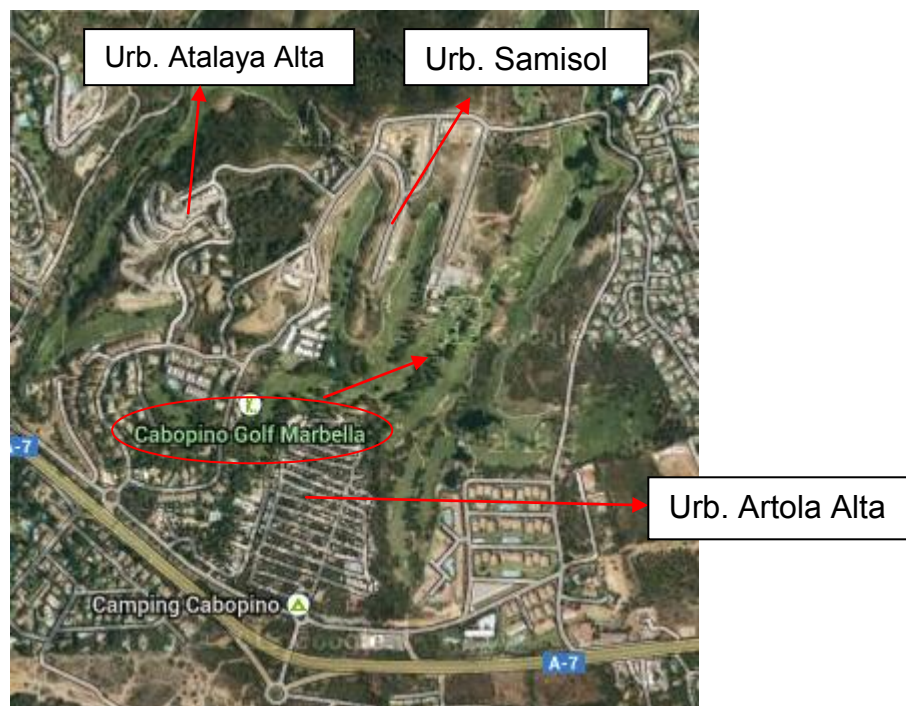 Urb. Atalaya Alta
Urb. Samisol
Cabopino Golf Marbella
-7
Urb. Artola Alta
Camping Cabopino
A-7